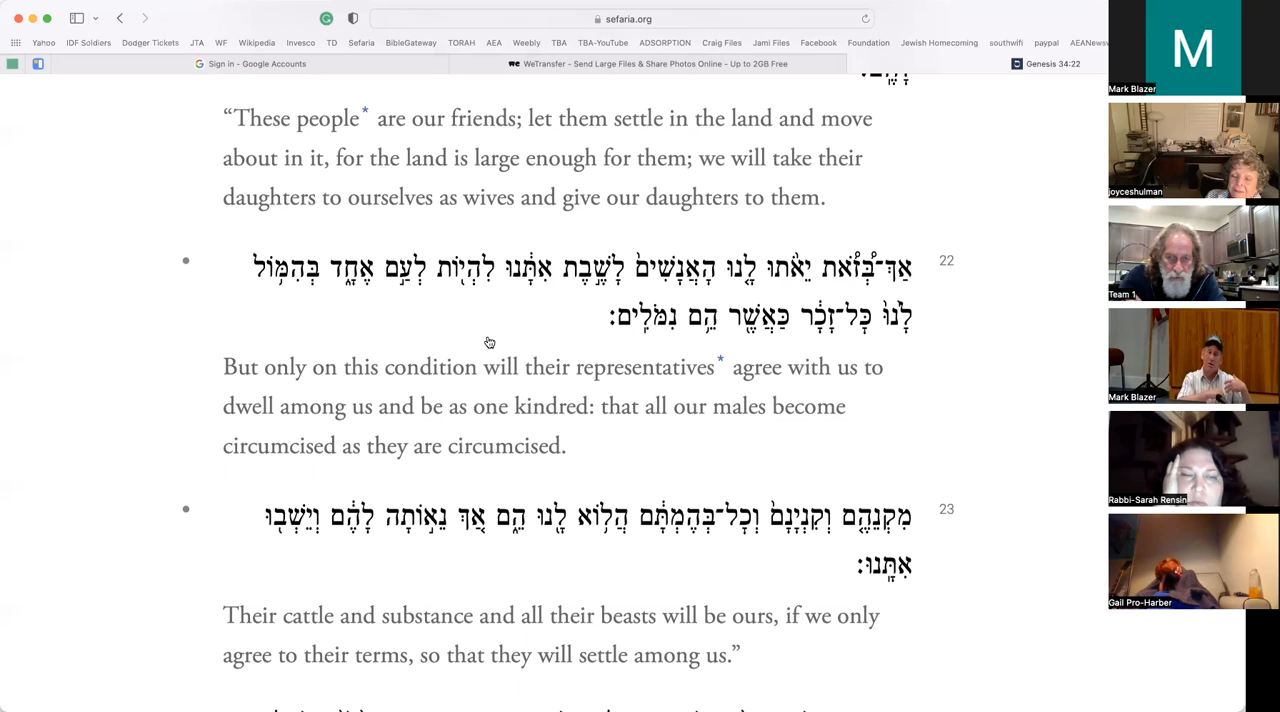 sefaria.org
Yahoo IDF Soldiers Dodger Tickets JTA WF Wikipedia Invesco TD Sefaria BibleGateway TORAH AEA Weebly TBA TBA-YouTube ADSORPTION Craig Files Jami Files Facebook Foundation Jewish Homecoming southwifi paypal
Sign in - Google Accounts
WeTransfer - Send Large Files & Share Photos Online - Up to 2GB Free
Genesis 34:22
“These people* are our friends; let them settle in the land and move
about in it, for the land is large enough for them; we will take their
daughters to ourselves as wives and give our daughters to them.
22
אַךְ־בְּ֠זֹ֠את יֵאֹ֨תוּ לָ֤נוּ הָאֲנָשִׁים֙ לָשֶׁ֣בֶת אִתָּ֔נוּ לִהְי֖וֹת לְעַ֣ם אֶחָ֑ד בְּהִמּ֥וֹל
לָ֙נוּ֙ כׇּל־זָכָ֔ר כַּאֲשֶׁ֖ר הֵ֥ם נִמֹּלִֽים׃
But only on this condition will their representatives* agree with us to
dwell among us and be as one kindred: that all our males become
circumcised as they are circumcised.
23
מִקְנֵהֶ֤ם וְקִנְיָנָם֙ וְכׇל־בְּהֶמְתָּ֔ם הֲל֥וֹא לָ֖נוּ הֵ֑ם אַ֚ךְ נֵא֣וֹתָה לָהֶ֔ם וְיֵשְׁב֖וּ
אִתָּֽנוּ׃
Their cattle and substance and all their beasts will be ours, if we only
agree to their terms, so that they will settle among us.”
M
Mark Blazer
joyceshulman
Team 1
Mark Blazer
Rabbi-Sarah Rensin
Gail Pro-Harber